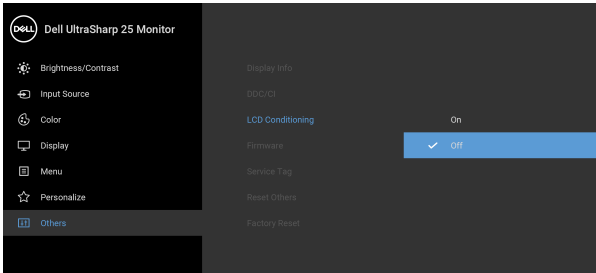 DELL
Dell UltraSharp 25 Monitor
Brightness/Contrast
Input Source
Color
Display
Menu
Personalize
Others
Display Info
DDC/CI
LCD Conditioning
Firmware
Service Tag
Reset Others
Factory Reset
On
Off